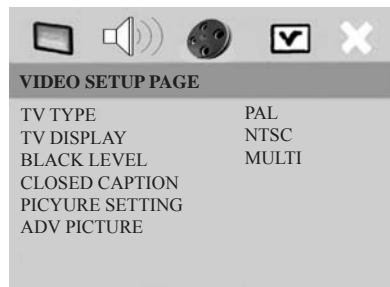 VIDEO SETUP PAGE
TV TYPE PAL
TV DISPLAY NTSC
BLACK LEVEL MULTI
CLOSED CAPTION
PICYURE SETTING
ADV PICTURE